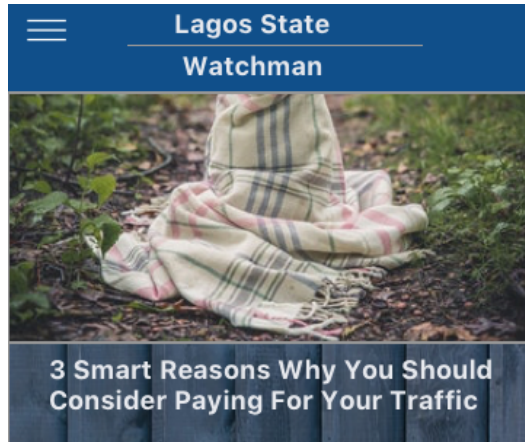 Lagos State
Watchman
3 Smart Reasons Why You Should
Consider Paying For Your Traffic